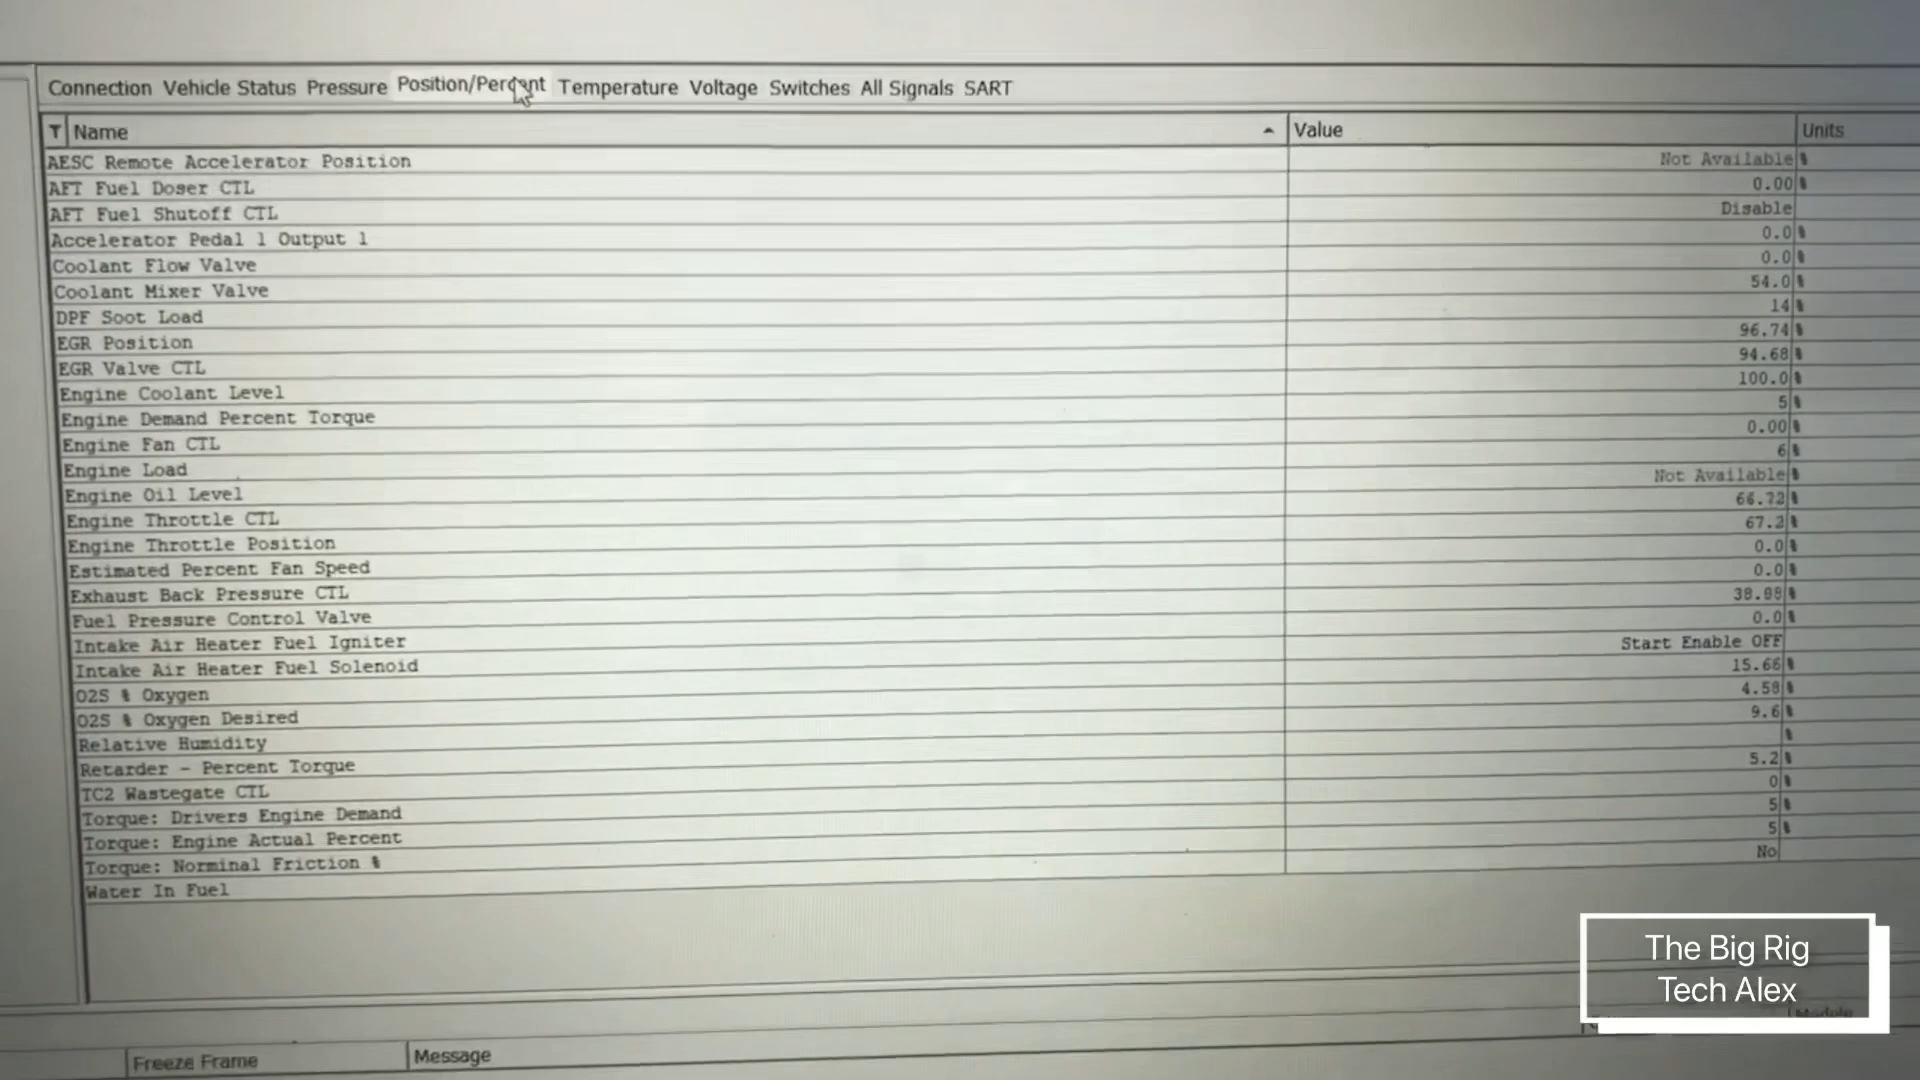 Connection Vehicle Status Pressure Position/Percent Temperature Voltage Switches All Signals SART
Name Value Units
AESC Remote Accelerator Position Not Available %
AFT Fuel Doser CTL 0.00 %
AFT Fuel Shutoff CTL Disable
Accelerator Pedal 1 Output 1 0.0 %
Coolant Flow Valve 0.0 %
Coolant Mixer Valve 54.0 %
DPF Soot Load 14 %
EGR Position 96.74 %
EGR Valve CTL 94.68 %
Engine Coolant Level 100.0 %
Engine Demand Percent Torque 5 %
Engine Fan CTL 0.00 %
Engine Load 6 %
Engine Oil Level Not Available %
Engine Throttle CTL 66.72 %
Engine Throttle Position 67.2 %
Estimated Percent Fan Speed 0.0 %
Exhaust Back Pressure CTL 0.0 %
Fuel Pressure Control Valve %
Intake Air Heater Fuel Igniter 0.0 %
Intake Air Heater Fuel Solenoid Start Enable OFF
O2S % Oxygen 15.66 %
O2S % Oxygen Desired 4.58 %
Relative Humidity 9.6 %
Retarder - Percent Torque %
TC2 Wastegate CTL 5.2 %
Torque: Drivers Engine Demand 0 %
Torque: Engine Actual Percent 5 %
Torque: Norminal Friction % 5 %
Water In Fuel No
The Big Rig
Tech Alex
Freeze Frame Message